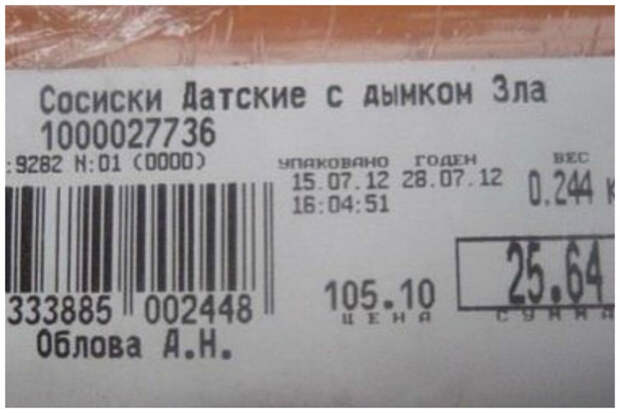 Сосиски Датские с дымком Зла
1000027736
:9282 N:01 (0000)
УПАКОВАНО ГОДЕН ВЕС
15.07.12 28.07.12 0.244 к
16:04:51
25.64
105.10
ЦЕНА СУММА
333885 002448
Облова А.Н.